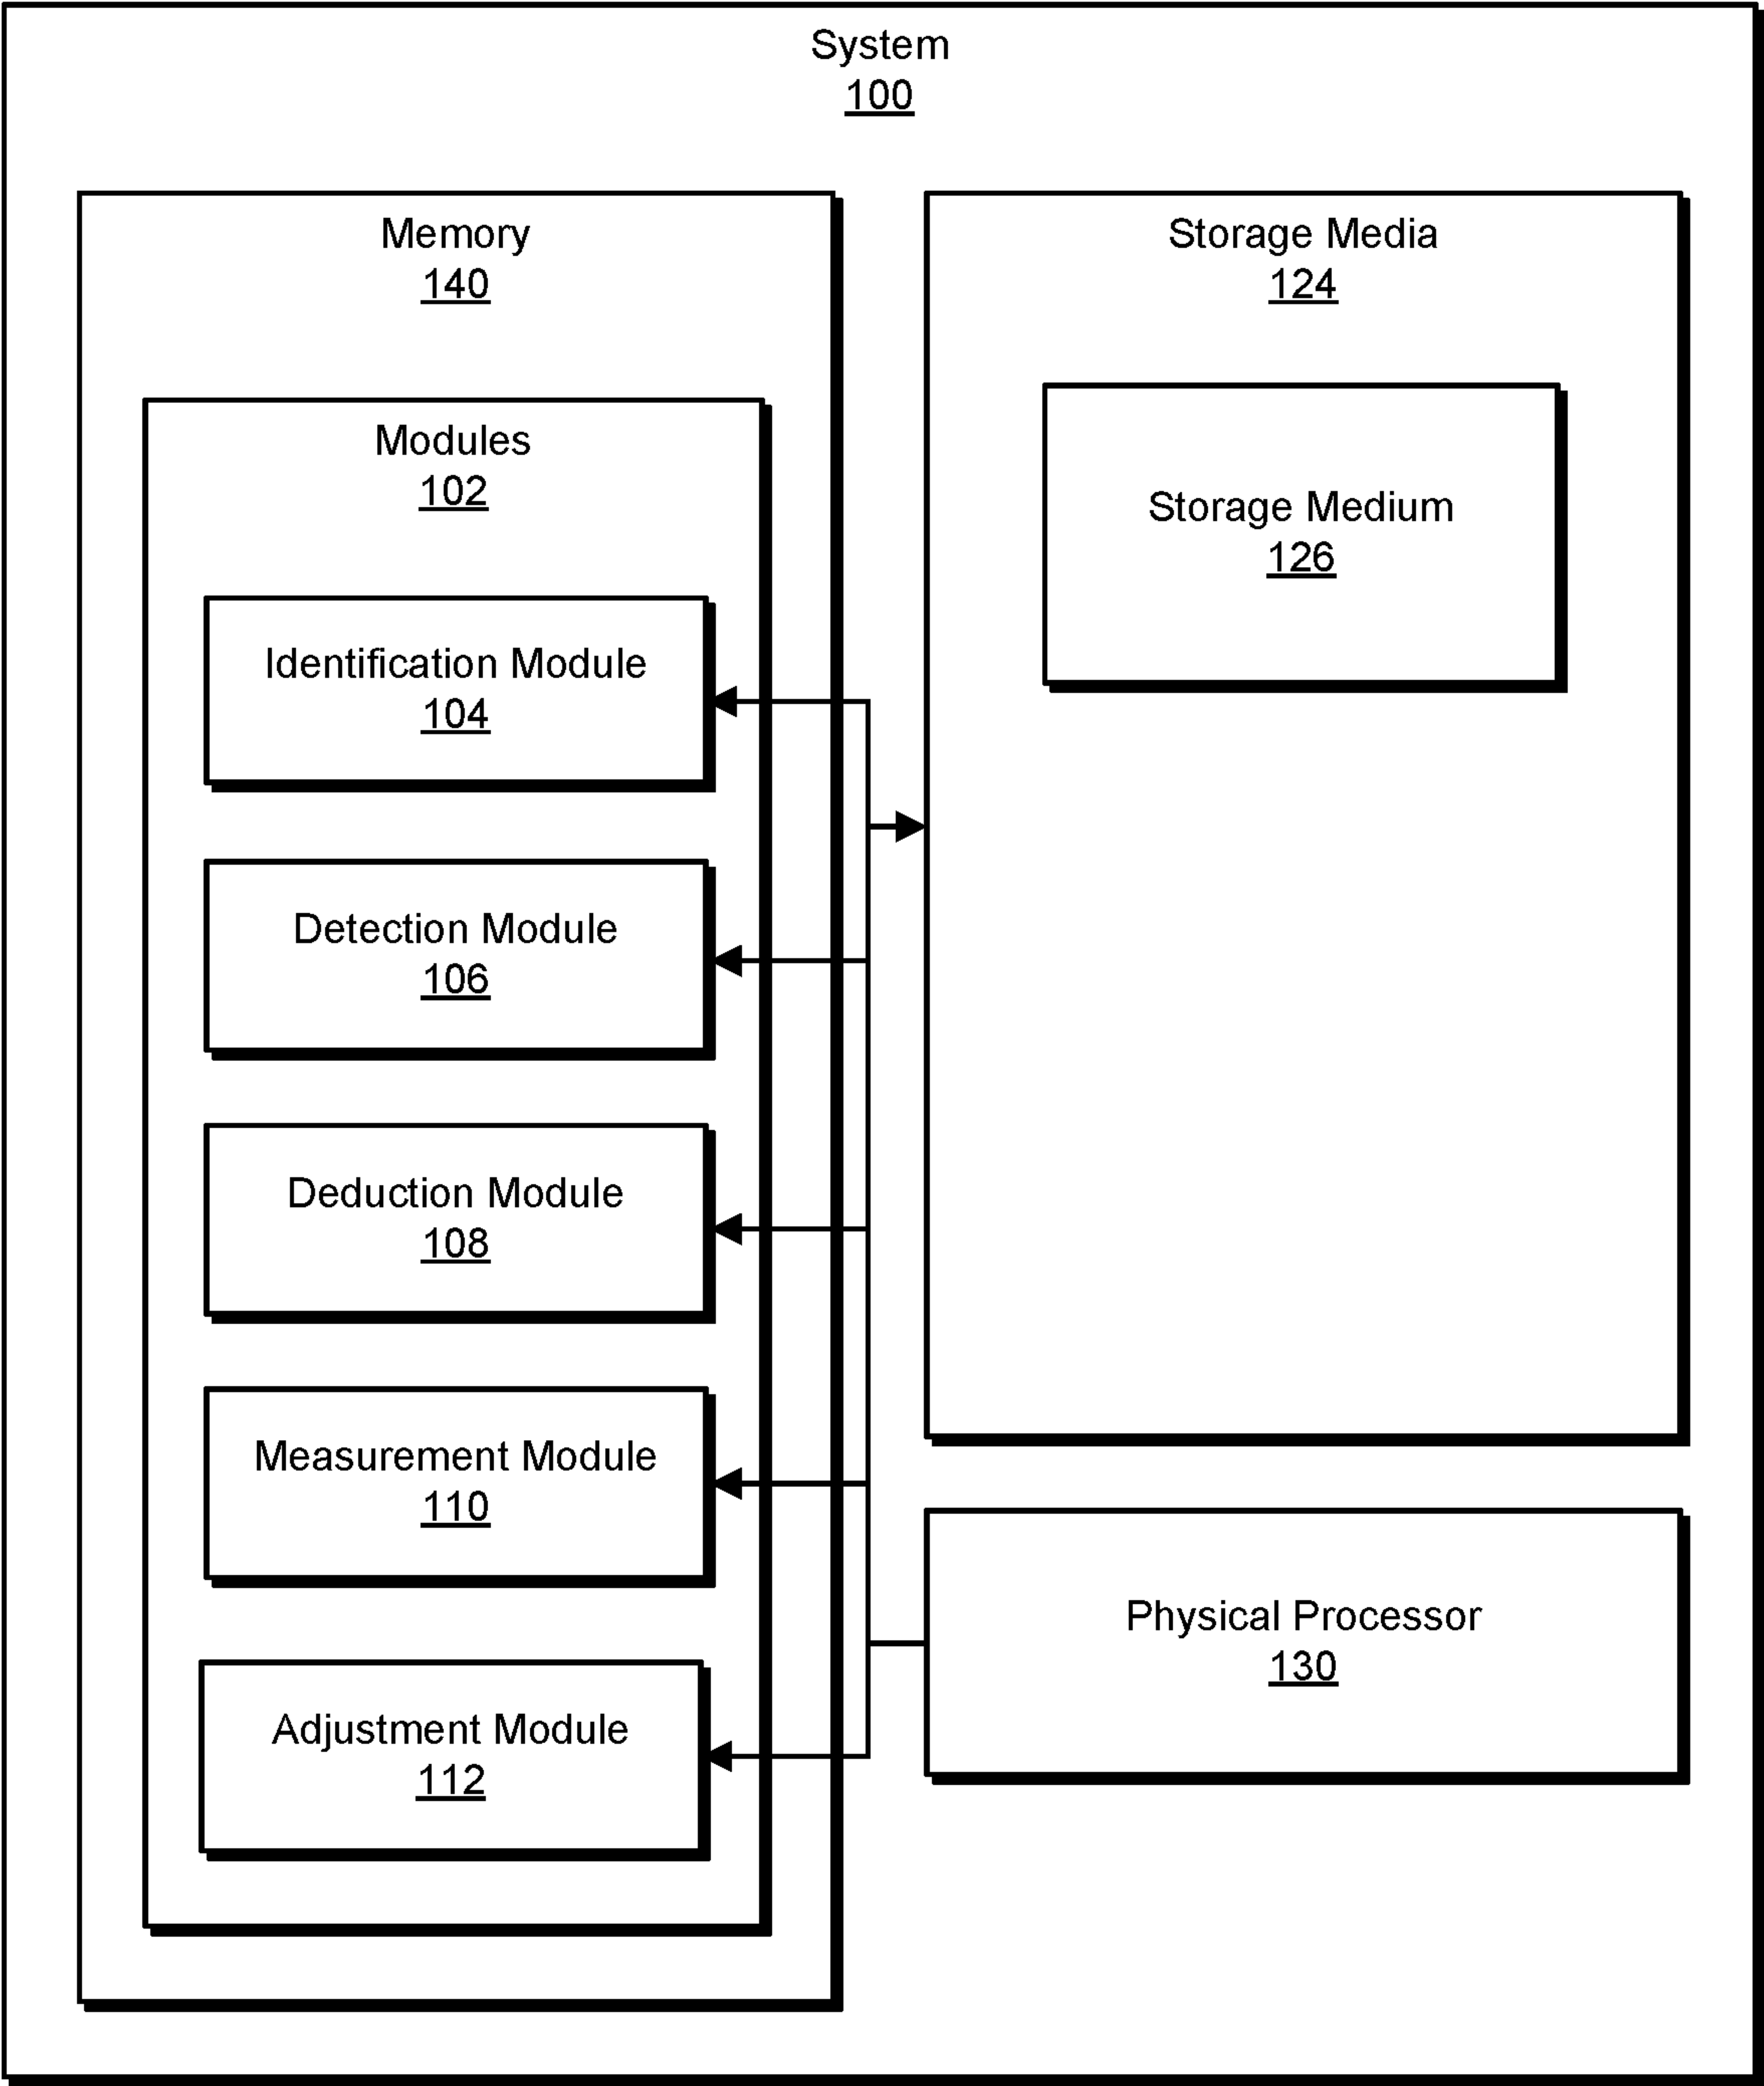 System
100
Memory
140
Modules
102
Identification Module
104
Detection Module
106
Deduction Module
108
Measurement Module
110
Adjustment Module
112
Storage Media
124
Storage Medium
126
Physical Processor
130